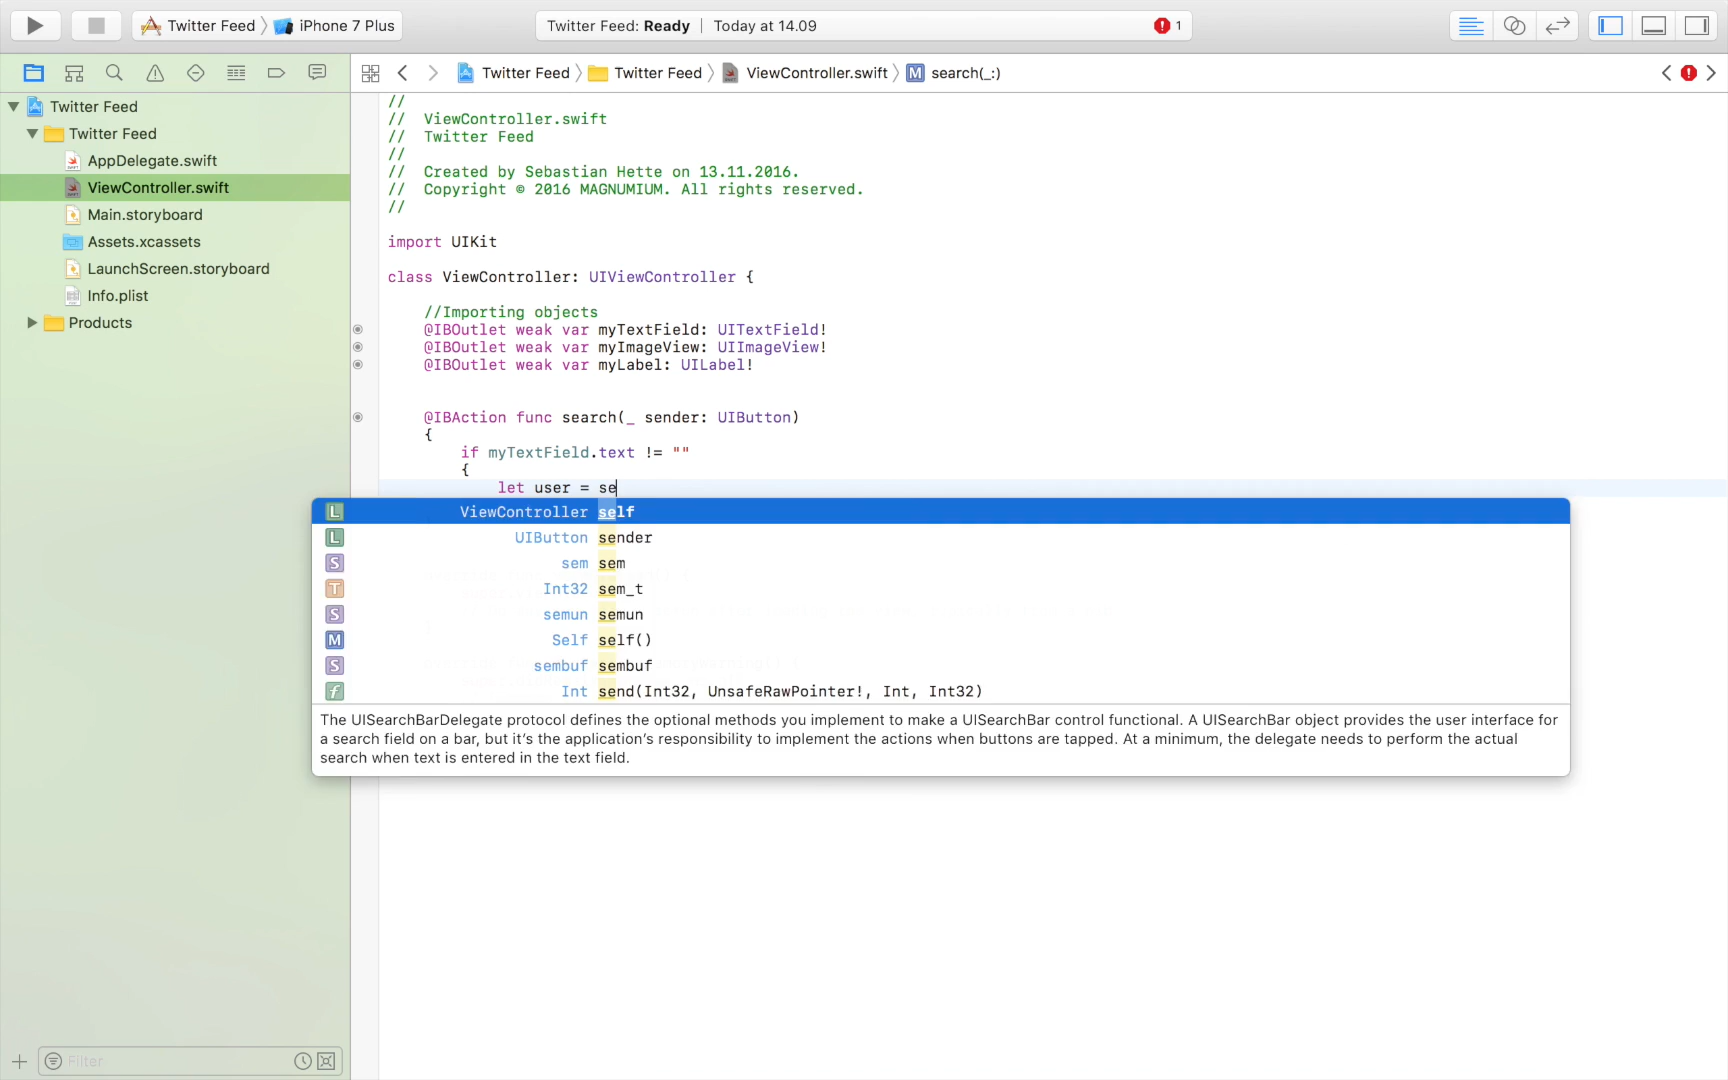 Twitter Feed iPhone 7 Plus
Twitter Feed: Ready Today at 14.09 1
Twitter Feed Twitter Feed ViewController.swift M search(_:)
Twitter Feed
Twitter Feed
AppDelegate.swift
ViewController.swift
Main.storyboard
Assets.xcassets
LaunchScreen.storyboard
Info.plist
Products
Filter
//
// ViewController.swift
// Twitter Feed
//
// Created by Sebastian Hette on 13.11.2016.
// Copyright © 2016 MAGNUMIUM. All rights reserved.
//
import UIKit
class ViewController: UIViewController {
//Importing objects
@IBOutlet weak var myTextField: UITextField!
@IBOutlet weak var myImageView: UIImageView!
@IBOutlet weak var myLabel: UILabel!
@IBAction func search(_ sender: UIButton)
{
if myTextField.text != ""
{
let user = se
L ViewController self
L UIButton sender
S sem sem
T Int32 sem_t
S semun semun
M Self self()
S sembuf sembuf
f Int send(Int32, UnsafeRawPointer!, Int, Int32)
The UISearchBarDelegate protocol defines the optional methods you implement to make a UISearchBar control functional. A UISearchBar object provides the user interface for
a search field on a bar, but it's the application's responsibility to implement the actions when buttons are tapped. At a minimum, the delegate needs to perform the actual
search when text is entered in the text field.